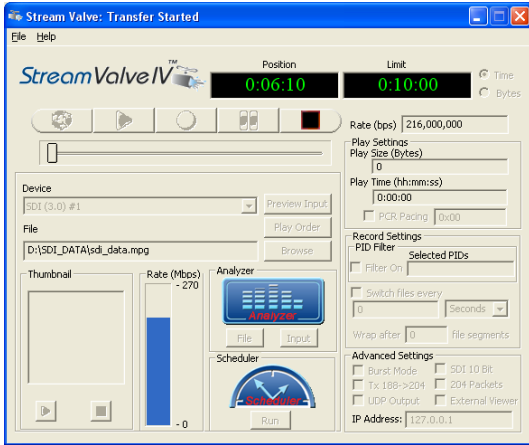 Stream Valve: Transfer Started
File Help
StreamValve IV™
Position
0:06:10
Limit
0:10:00
Time
Bytes
Rate (bps) 216,000,000
Play Settings
Play Size (Bytes)
0
Play Time (hh:mm:ss)
0:00:00
PCR Pacing 0x00
Device
SDI (3.0) #1
Preview Input
Play Order
File
D:\SDI_DATA\sdi_data.mpg
Browse
Record Settings
PID Filter
Selected PIDs
Filter On
Switch files every
0 Seconds
Wrap after 0 file segments
Thumbnail
Rate (Mbps)
- 270
- 0
Analyzer
Analyzer
File Input
Scheduler
Scheduler
Run
Advanced Settings
Burst Mode SDI 10 Bit
Tx 188->204 204 Packets
UDP Output External Viewer
IP Address: 127.0.0.1